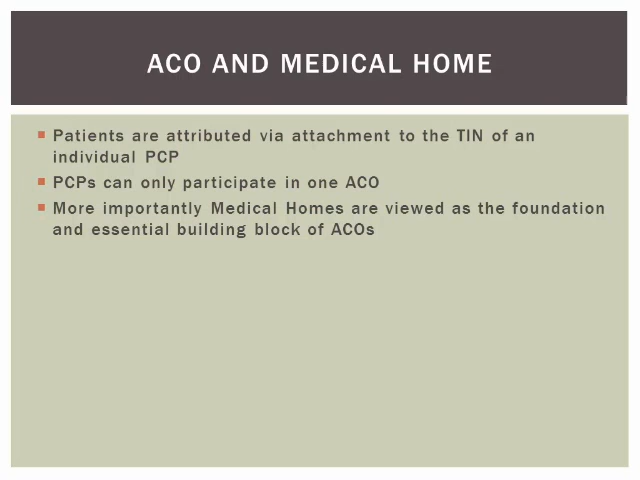 ACO AND MEDICAL HOME
Patients are attributed via attachment to the TIN of an
individual PCP
PCPs can only participate in one ACO
More importantly Medical Homes are viewed as the foundation
and essential building block of ACOs